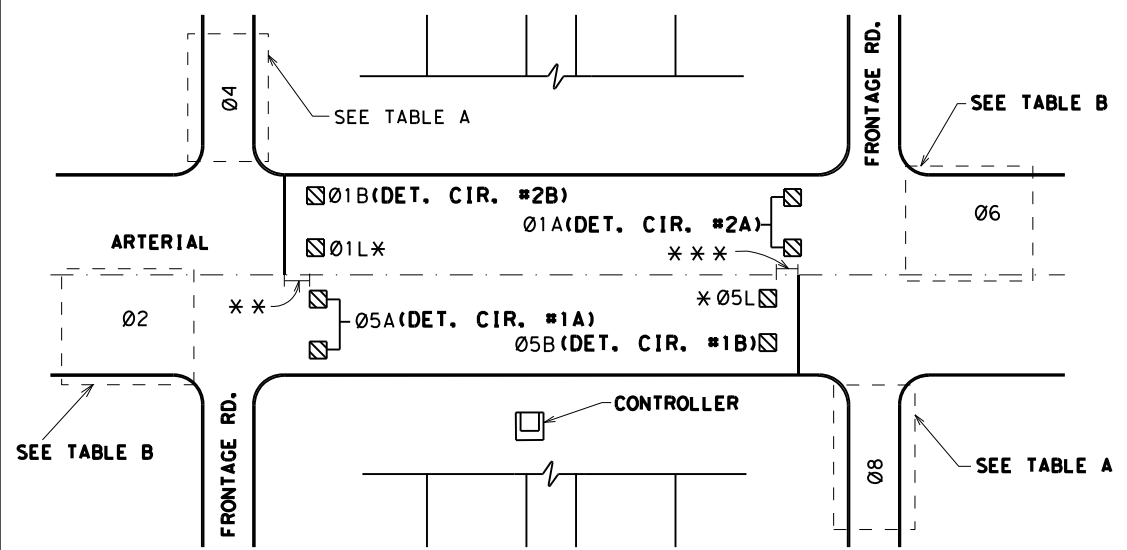 Ø4
SEE TABLE A
FRONTAGE RD.
SEE TABLE B
Ø1B(DET. CIR. #2B)
Ø1A(DET. CIR. #2A)
Ø6
ARTERIAL
Ø1L*
***
Ø2
**
*Ø5L
Ø5A(DET. CIR. #1A)
Ø5B(DET. CIR. #1B)
SEE TABLE B
FRONTAGE RD.
CONTROLLER
Ø8
SEE TABLE A